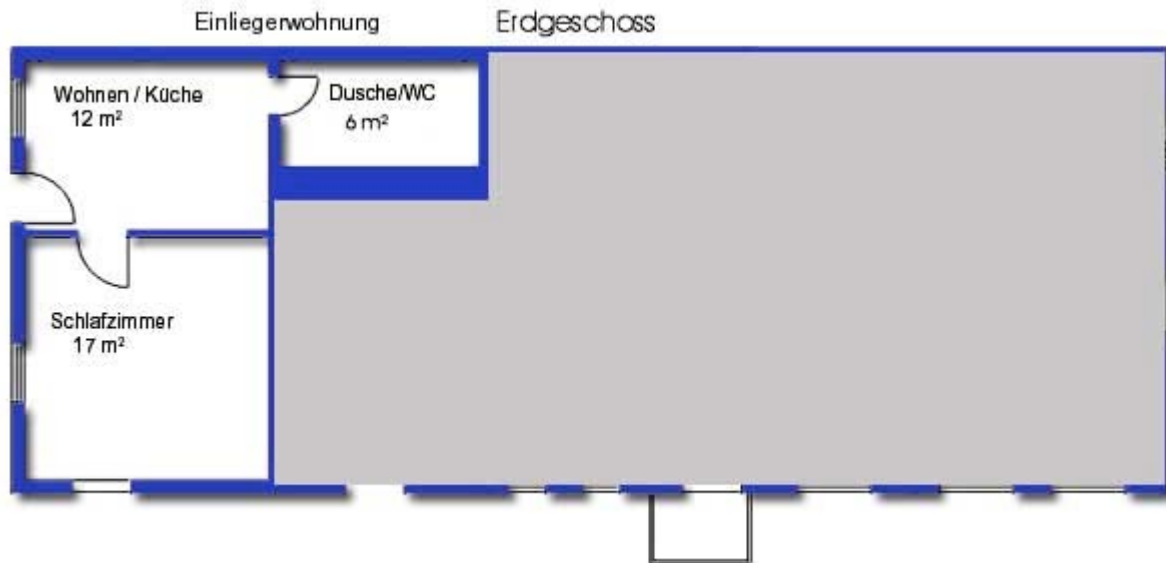 Einliegerwohnung Erdgeschoss
Wohnen / Küche
12 m²
Dusche/WC
6 m²
Schlafzimmer
17 m²